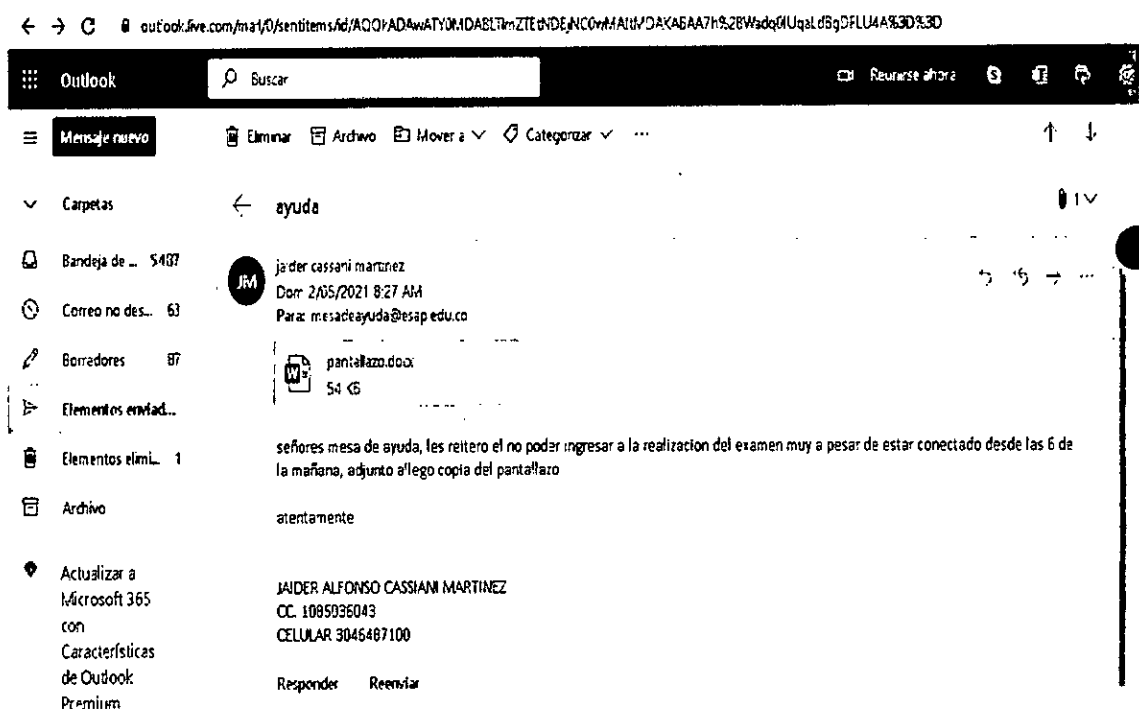 Outlook
Buscar
Reunirse ahora
Mensaje nuevo
Eliminar Archivo Mover a Categorizar ...
Carpetas
ayuda
1
Bandeja de ... 5487
Correo no des... 63
Borradores 87
Elementos enviad...
Elementos elimi... 1
Archivo
Actualizar a
Microsoft 365
con
Características
de Outlook
Premium
jaider cassani martinez
JM
Dom 2/05/2021 8:27 AM
Para: mesadeayuda@esap.edu.co
pantallazo.docx
54 KB
señores mesa de ayuda, les reitero el no poder ingresar a la realizacion del examen muy a pesar de estar conectado desde las 6 de
la mañana, adjunto allego copia del pantallazo
atentamente
JAIDER ALFONSO CASSIANI MARTINEZ
CC. 1085036043
CELULAR 3046487100
Responder Reenviar